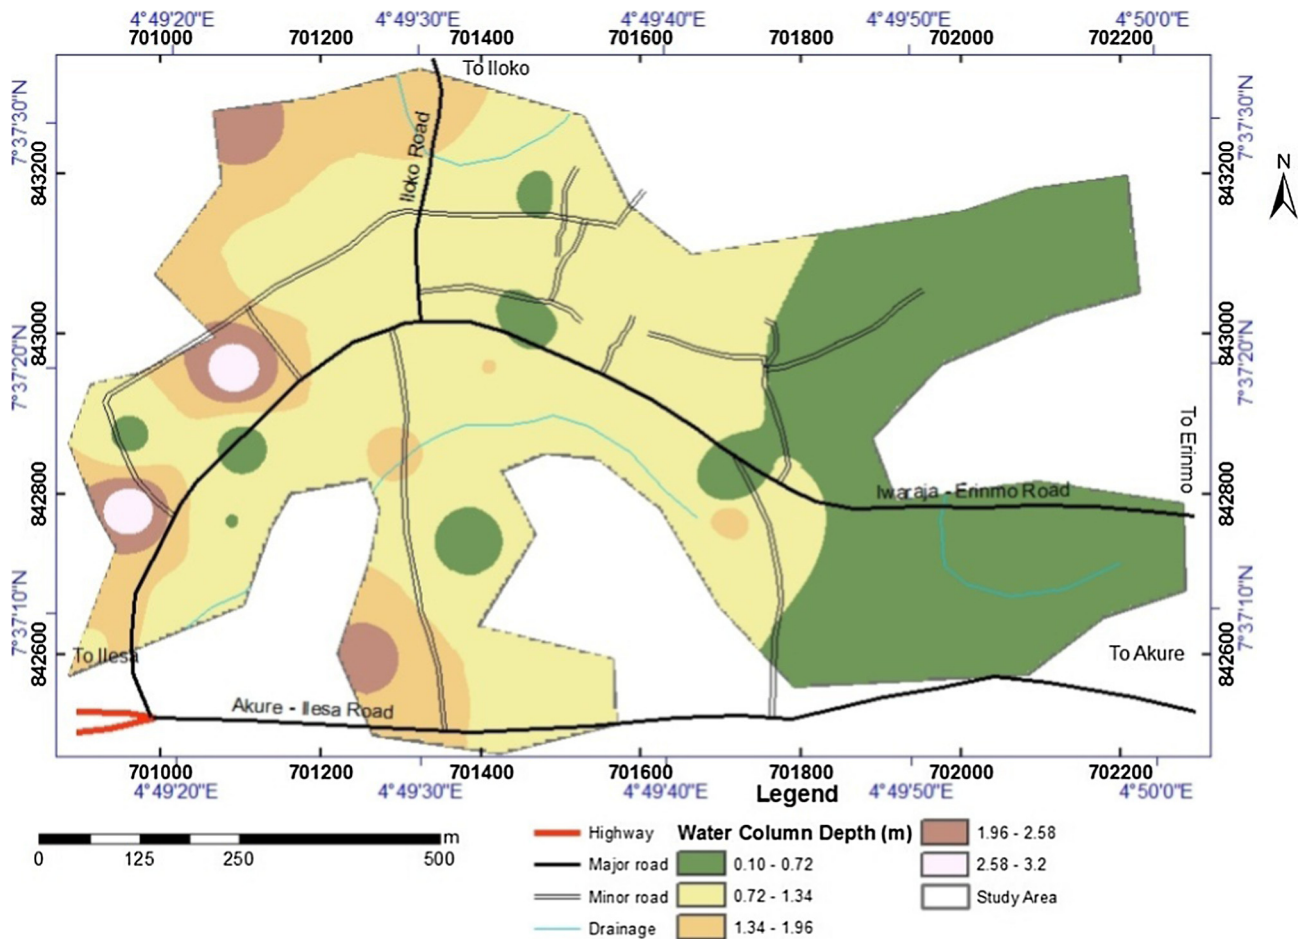 4°49'20"E 4°49'30"E 4°49'40"E 4°49'50"E 4°50'0"E
701000 701200 701400 701600 701800 702000 702200
To Iloko
7°37'30"N 7°37'30"N
843200 843200
N
Iloko Road
843000 843000
7°37'20"N 7°37'20"N
To Erinmo
842800 842800
Iwaraja - Erinmo Road
7°37'10"N 7°37'10"N
842600 842600
To Ilesa
To Akure
Akure - Ilesa Road
701000 701200 701400 701600 701800 702000 702200
4°49'20"E 4°49'30"E 4°49'40"E 4°49'50"E 4°50'0"E
Legend
m
0 125 250 500
Highway
Major road
Minor road
Drainage
Water Column Depth (m)
0.10 - 0.72
0.72 - 1.34
1.34 - 1.96
1.96 - 2.58
2.58 - 3.2
Study Area